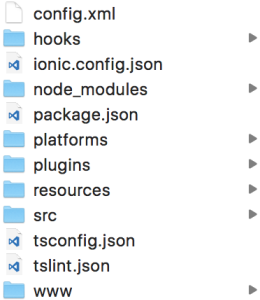 config.xml
hooks
ionic.config.json
node_modules
package.json
platforms
plugins
resources
src
tsconfig.json
tslint.json
www